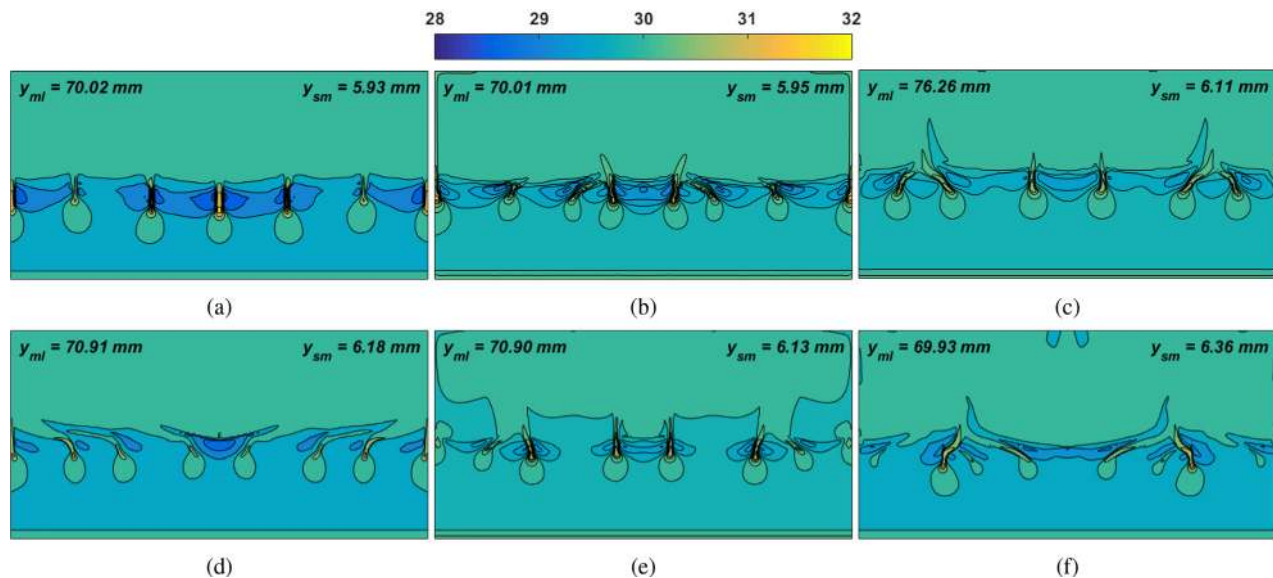 28 29 30 31 32
y_ml = 70.02 mm y_sm = 5.93 mm
y_ml = 70.01 mm y_sm = 5.95 mm
y_ml = 76.26 mm y_sm = 6.11 mm
(a) (b) (c)
y_ml = 70.91 mm y_sm = 6.18 mm
y_ml = 70.90 mm y_sm = 6.13 mm
y_ml = 69.93 mm y_sm = 6.36 mm
(d) (e) (f)